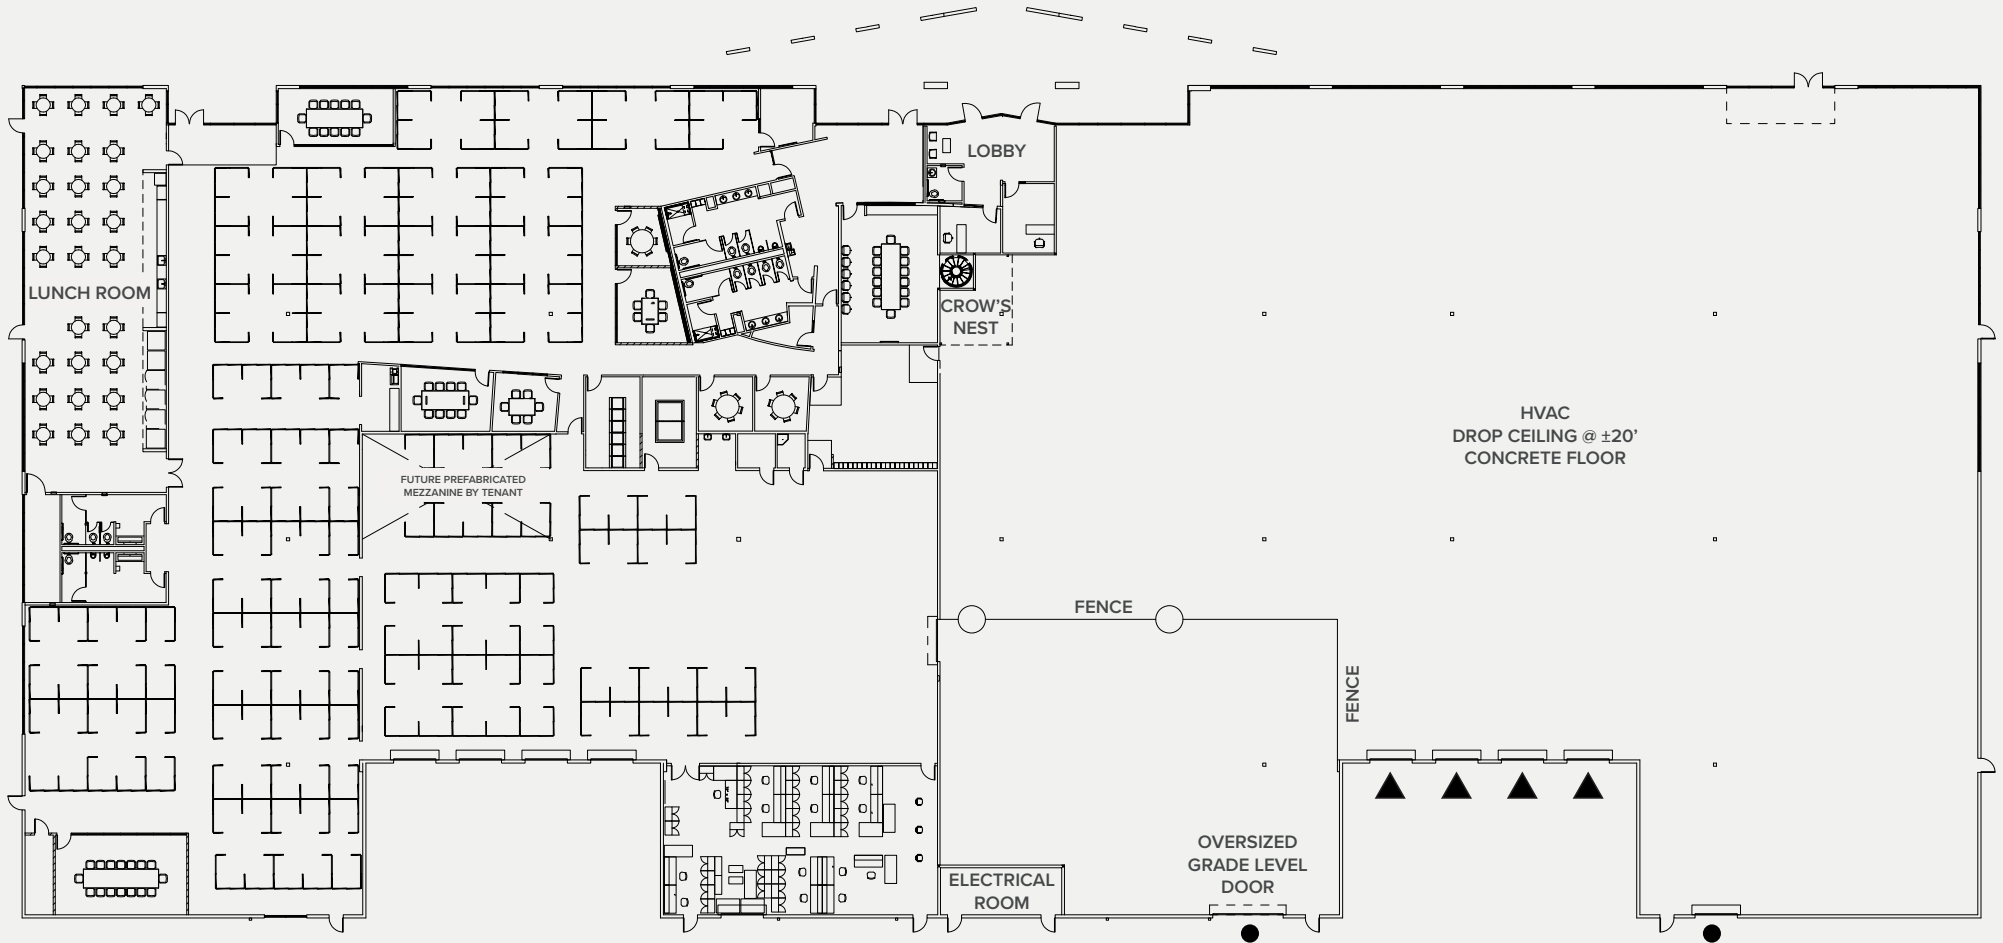 LOBBY
LUNCH ROOM
CROW'S
NEST
HVAC
DROP CEILING @ ±20'
CONCRETE FLOOR
FUTURE PREFABRICATED
MEZZANINE BY TENANT
FENCE
FENCE
OVERSIZED
GRADE LEVEL
DOOR
ELECTRICAL
ROOM